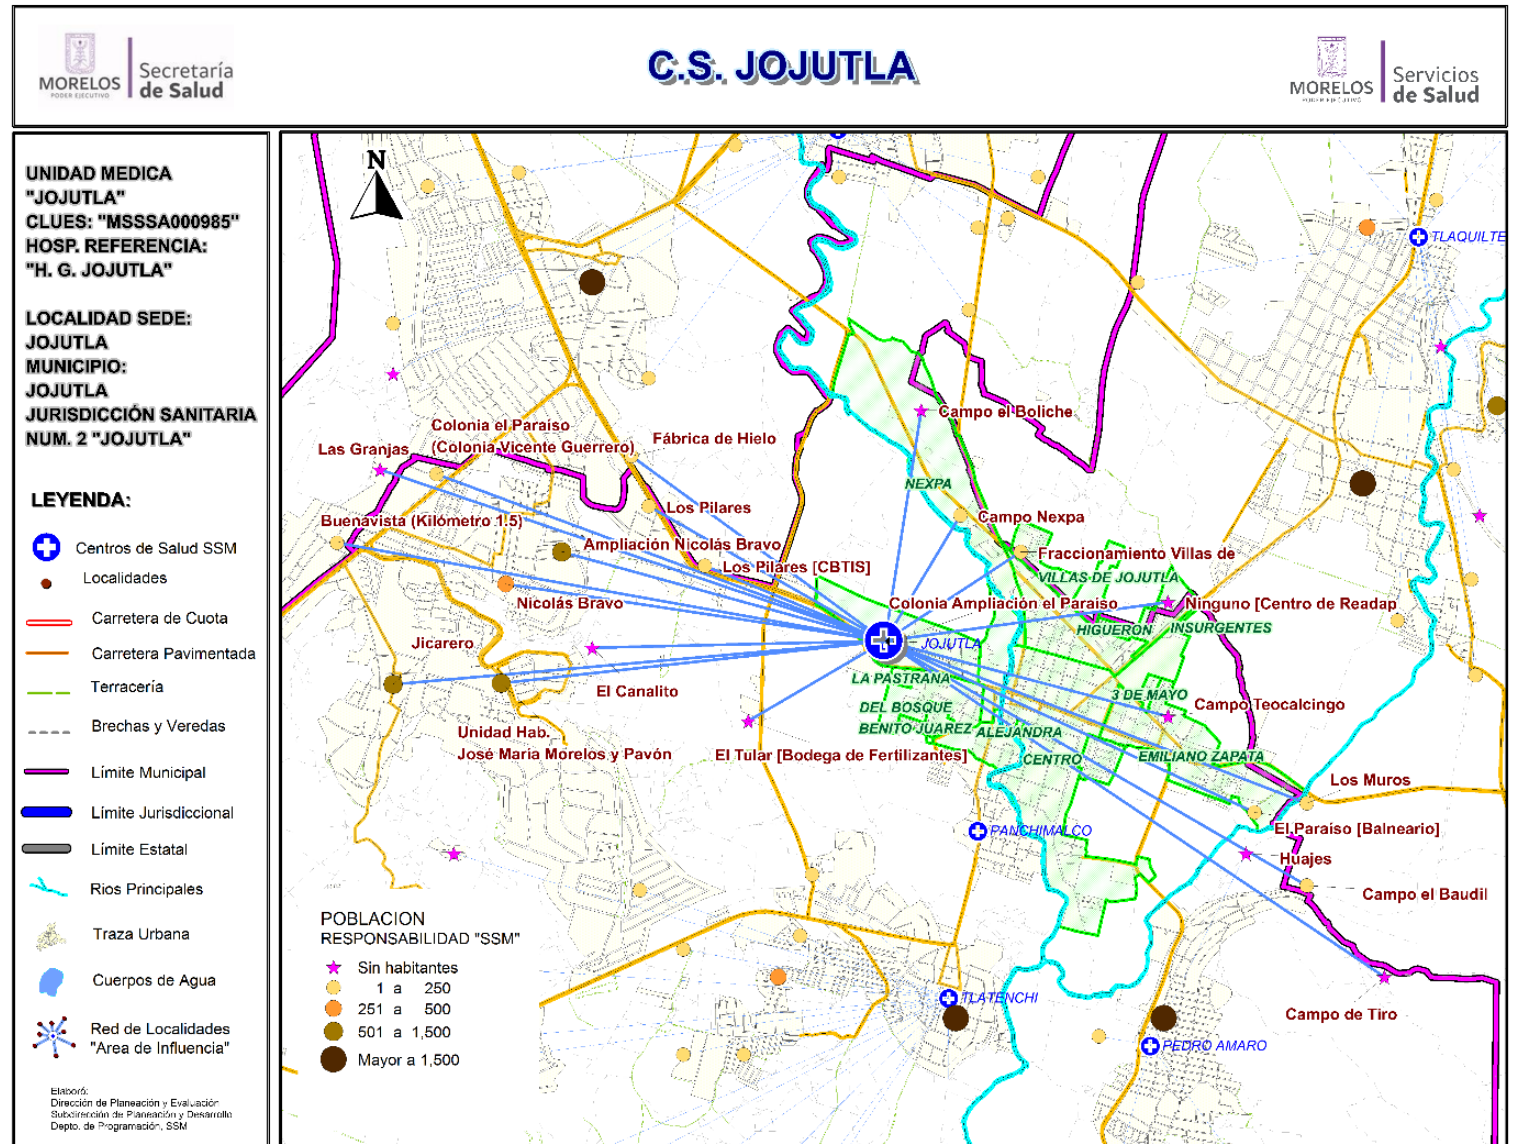 MORELOS
PODER EJECUTIVO
Secretaría
de Salud
C.S. JOJUTLA
MORELOS
PODER EJECUTIVO
Servicios
de Salud
UNIDAD MEDICA
"JOJUTLA"
CLUES: "MSSSA000985"
HOSP. REFERENCIA:
"H. G. JOJUTLA"
LOCALIDAD SEDE:
JOJUTLA
MUNICIPIO:
JOJUTLA
JURISDICCIÓN SANITARIA
NUM. 2 "JOJUTLA"
LEYENDA:
Centros de Salud SSM
Localidades
Carretera de Cuota
Carretera Pavimentada
Terracería
Brechas y Veredas
Límite Municipal
Límite Jurisdiccional
Límite Estatal
Rios Principales
Traza Urbana
Cuerpos de Agua
Red de Localidades
"Area de Influencia"
Elaboró:
Dirección de Planeación y Evaluación
Subdirección de Planeación y Desarrollo
Depto. de Programación, SSM
N
TLAQUILTE
Campo el Boliche
Colonia el Paraíso
(Colonia Vicente Guerrero)
Fábrica de Hielo
Las Granjas
NEXPA
Los Pilares
Campo Nexpa
Buenavista (Kilómetro 1.5)
Ampliación Nicolás Bravo
Fraccionamiento Villas de
Los Pilares [CBTIS]
VILLAS DE JOJUTLA
Nicolás Bravo
Colonia Ampliación el Paraíso
Ninguno [Centro de Readap
HIGUERON
INSURGENTES
Jicarero
JOJUTLA
LA PASTRANA
El Canalito
3 DE MAYO
DEL BOSQUE
Campo Teocalcingo
BENITO JUAREZ
ALEJANDRA
Unidad Hab.
José María Morelos y Pavón
El Tular [Bodega de Fertilizantes]
CENTRO
EMILIANO ZAPATA
Los Muros
PANCHIMALCO
El Paraíso [Balneario]
Huajes
Campo el Baudil
TLATENCHI
Campo de Tiro
PEDRO AMARO
POBLACION
RESPONSABILIDAD "SSM"
Sin habitantes
1 a 250
251 a 500
501 a 1,500
Mayor a 1,500